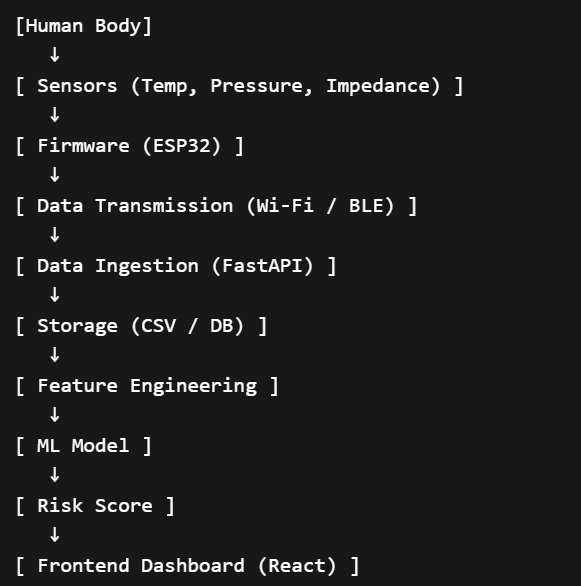 [Human Body]
↓
[ Sensors (Temp, Pressure, Impedance) ]
↓
[ Firmware (ESP32) ]
↓
[ Data Transmission (Wi-Fi / BLE) ]
↓
[ Data Ingestion (FastAPI) ]
↓
[ Storage (CSV / DB) ]
↓
[ Feature Engineering ]
↓
[ ML Model ]
↓
[ Risk Score ]
↓
[ Frontend Dashboard (React) ]